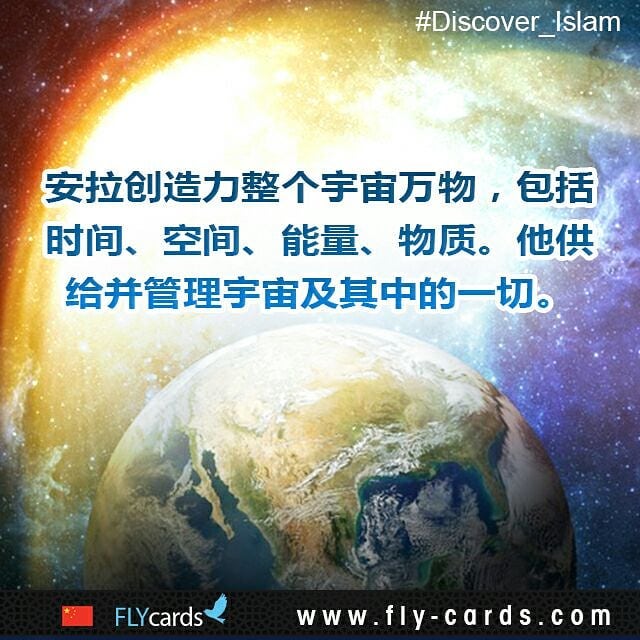 #Discover_Islam
安拉创造力整个宇宙万物，包括
时间、空间、能量、物质。他供
给并管理宇宙及其中的一切。
FLYcards
www.fly-cards.com